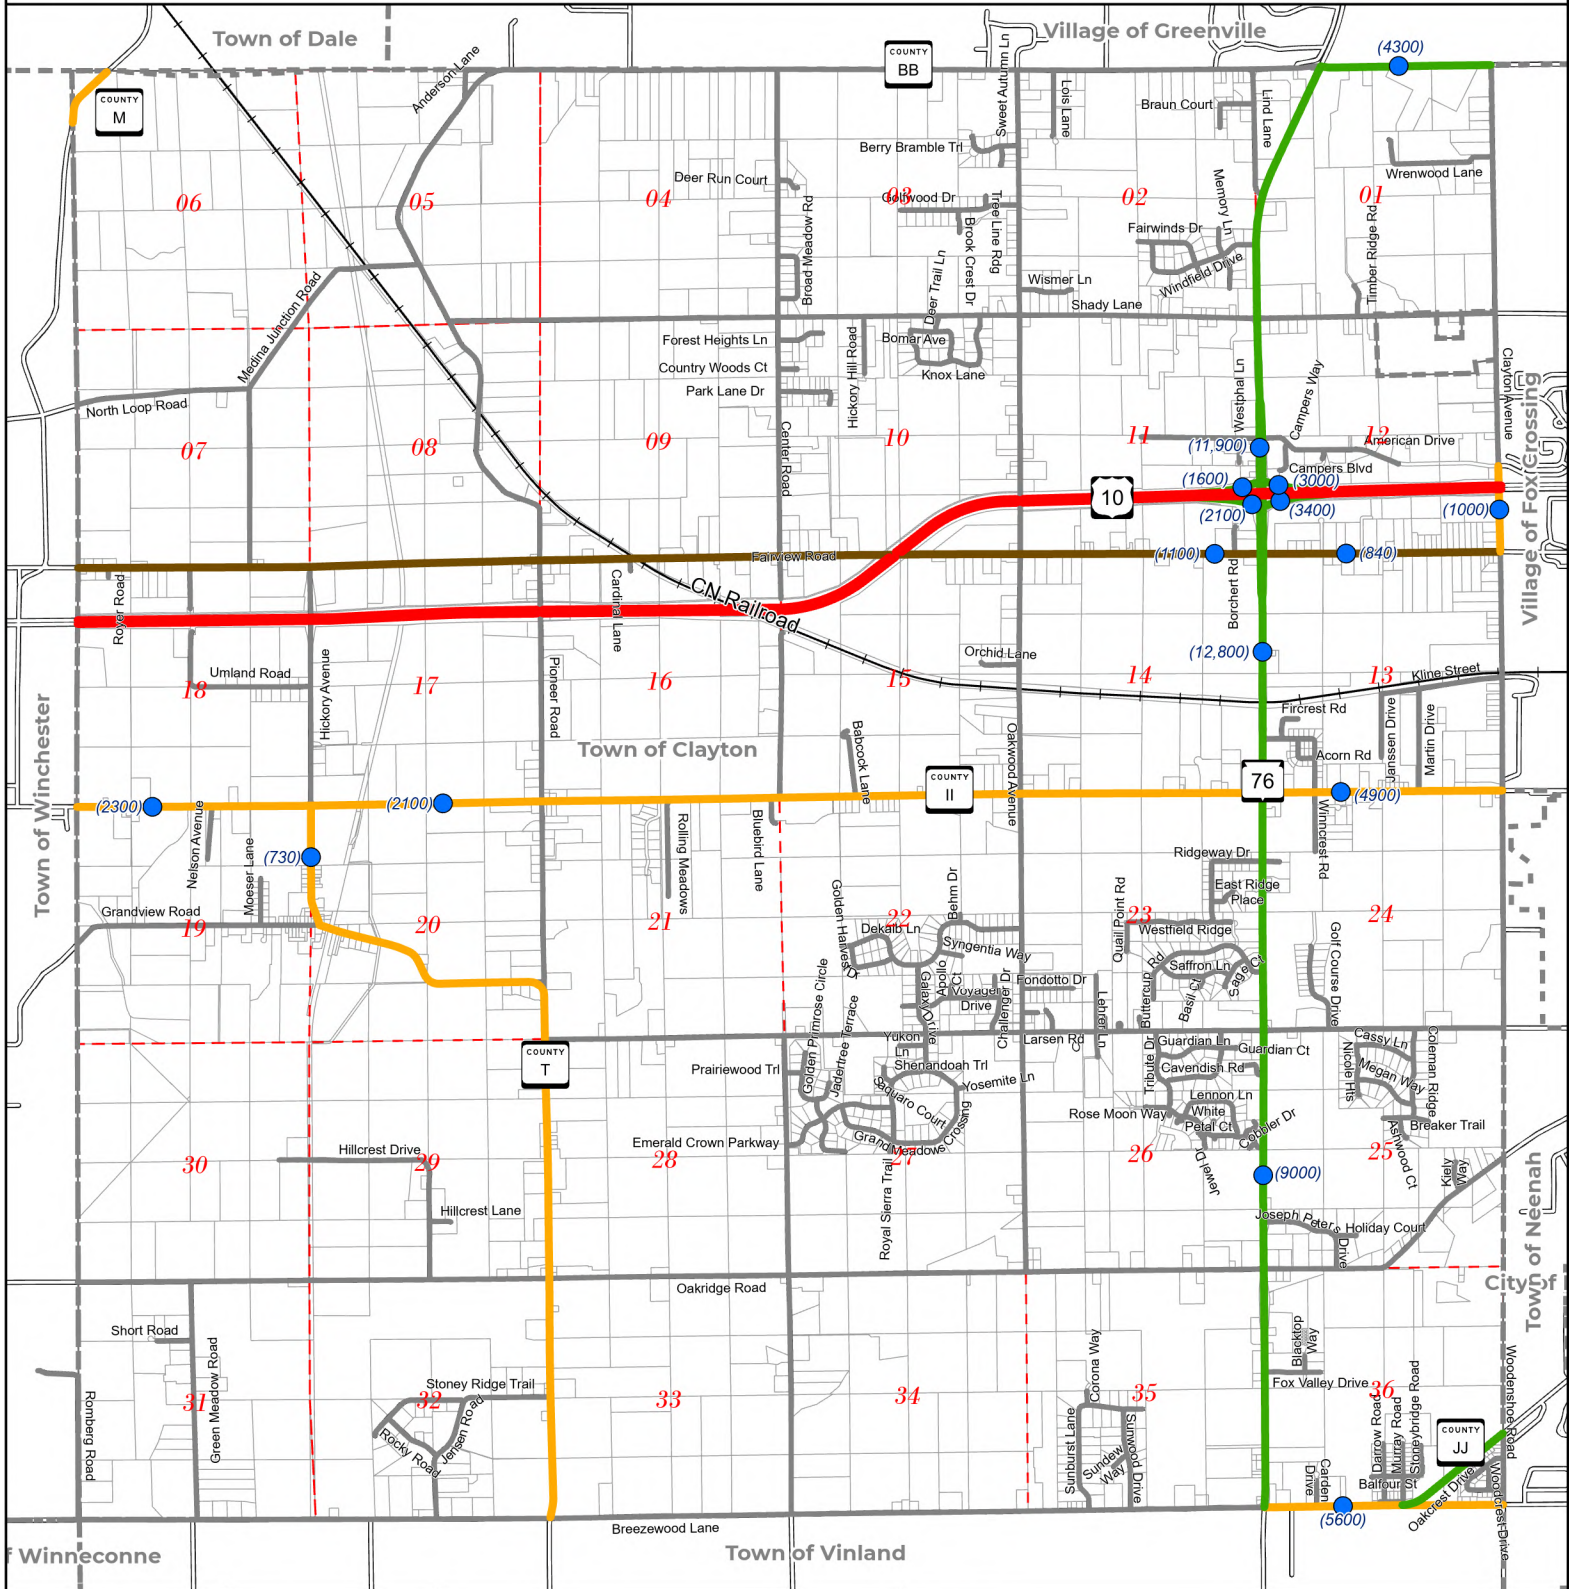 Town of Dale
Village of Greenville
(4300)
COUNTY
BB
COUNTY
M
Anderson Lane
Sweet Autumn Ln
Lois Lane
Braun Court
Lind Lane
Berry Bramble Trl
Deer Run Court
Wrenwood Lane
06
05
04
03
02
01
Gollwood Dr
Tree Line Rdg
Brook Crest Dr
Broad Meadow Rd
Deer Trail Ln
Memory Ln
Fairwinds Dr
Windfield Drive
Timber Ridge Rd
Wismer Ln
Shady Lane
Medina Junction Road
Forest Heights Ln
Country Woods Ct
Park Lane Dr
Hickory Hill Road
Bomar Ave
Knox Lane
Westphal Ln
Campers Way
Clayton Avenue
Village of Fox Crossing
North Loop Road
07
08
09
10
11
12
Center Road
American Drive
(11,900)
Campers Blvd
(1600)
(3000)
10
(2100)
(3400)
(1000)
Fairview Road
(1100)
(840)
Royer Road
Cardinal Lane
CN Railroad
Borchert Rd
(12,800)
Orchid Lane
Umland Road
18
17
16
15
14
13
Kline Street
Hickory Avenue
Pioneer Road
Town of Winchester
Town of Clayton
Babcock Lane
Oakwood Avenue
Fircrest Rd
Acorn Rd
Janssen Drive
Martin Drive
COUNTY
II
76
(2300)
(2100)
(4900)
Nelson Avenue
(730)
Moeser Lane
Rolling Meadows
Bluebird Lane
Winncrest Rd
Ridgeway Dr
East Ridge
Place
Grandview Road
19
20
21
22
23
24
Golden Harvest Dr
Dekalb Ln
Behm Dr
Syngentia Way
Quail Point Rd
Westfield Ridge
Saffron Ln
Sage Ct
Basil Ct
Buttercup Rd
Golf Course Drive
Apollo Ct
Galaxy Drive
Voyager
Drive
Challenger Dr
Fondotto Dr
Lehrer Ln
Golden Primrose Circle
Jadertree Terrace
Yukon
Ln
Larsen Rd
COUNTY
T
Prairiewood Trl
Shenandoah Trl
Yosemite Ln
Saquaro Court
Tribute Dr
Guardian Ln
Guardian Ct
Cavendish Rd
Lennon Ln
White
Petal Ct
Rose Moon Way
Cobbler Dr
Jewel Dr
Cassy Ln
Nicole Hts
Megan Way
Coleman Ridge
Breaker Trail
Ashwood Ct
Kiely
Way
Emerald Crown Parkway
Grand Meadows Crossing
Royal Sierra Trail
Hillcrest Drive
30
29
28
27
26
25
(9000)
Hillcrest Lane
Joseph Peters Drive
Holiday Court
Town of Neenah
City of
Oakridge Road
Short Road
Green Meadow Road
Romberg Road
Stoney Ridge Trail
Rocky Road
Jensen Road
31
32
33
34
35
36
Corona Way
Sunburst Lane
Sundew
Way
Sunwood Drive
Blacktop
Way
Fox Valley Drive
Darrow Road
Murray Road
Stoneybridge Road
Woodenshoe Road
COUNTY
JJ
Carden
Drive
Balfour St
(5600)
Oakcrest Drive
Woodcrest Drive
Breezewood Lane
f Winneconne
Town of Vinland